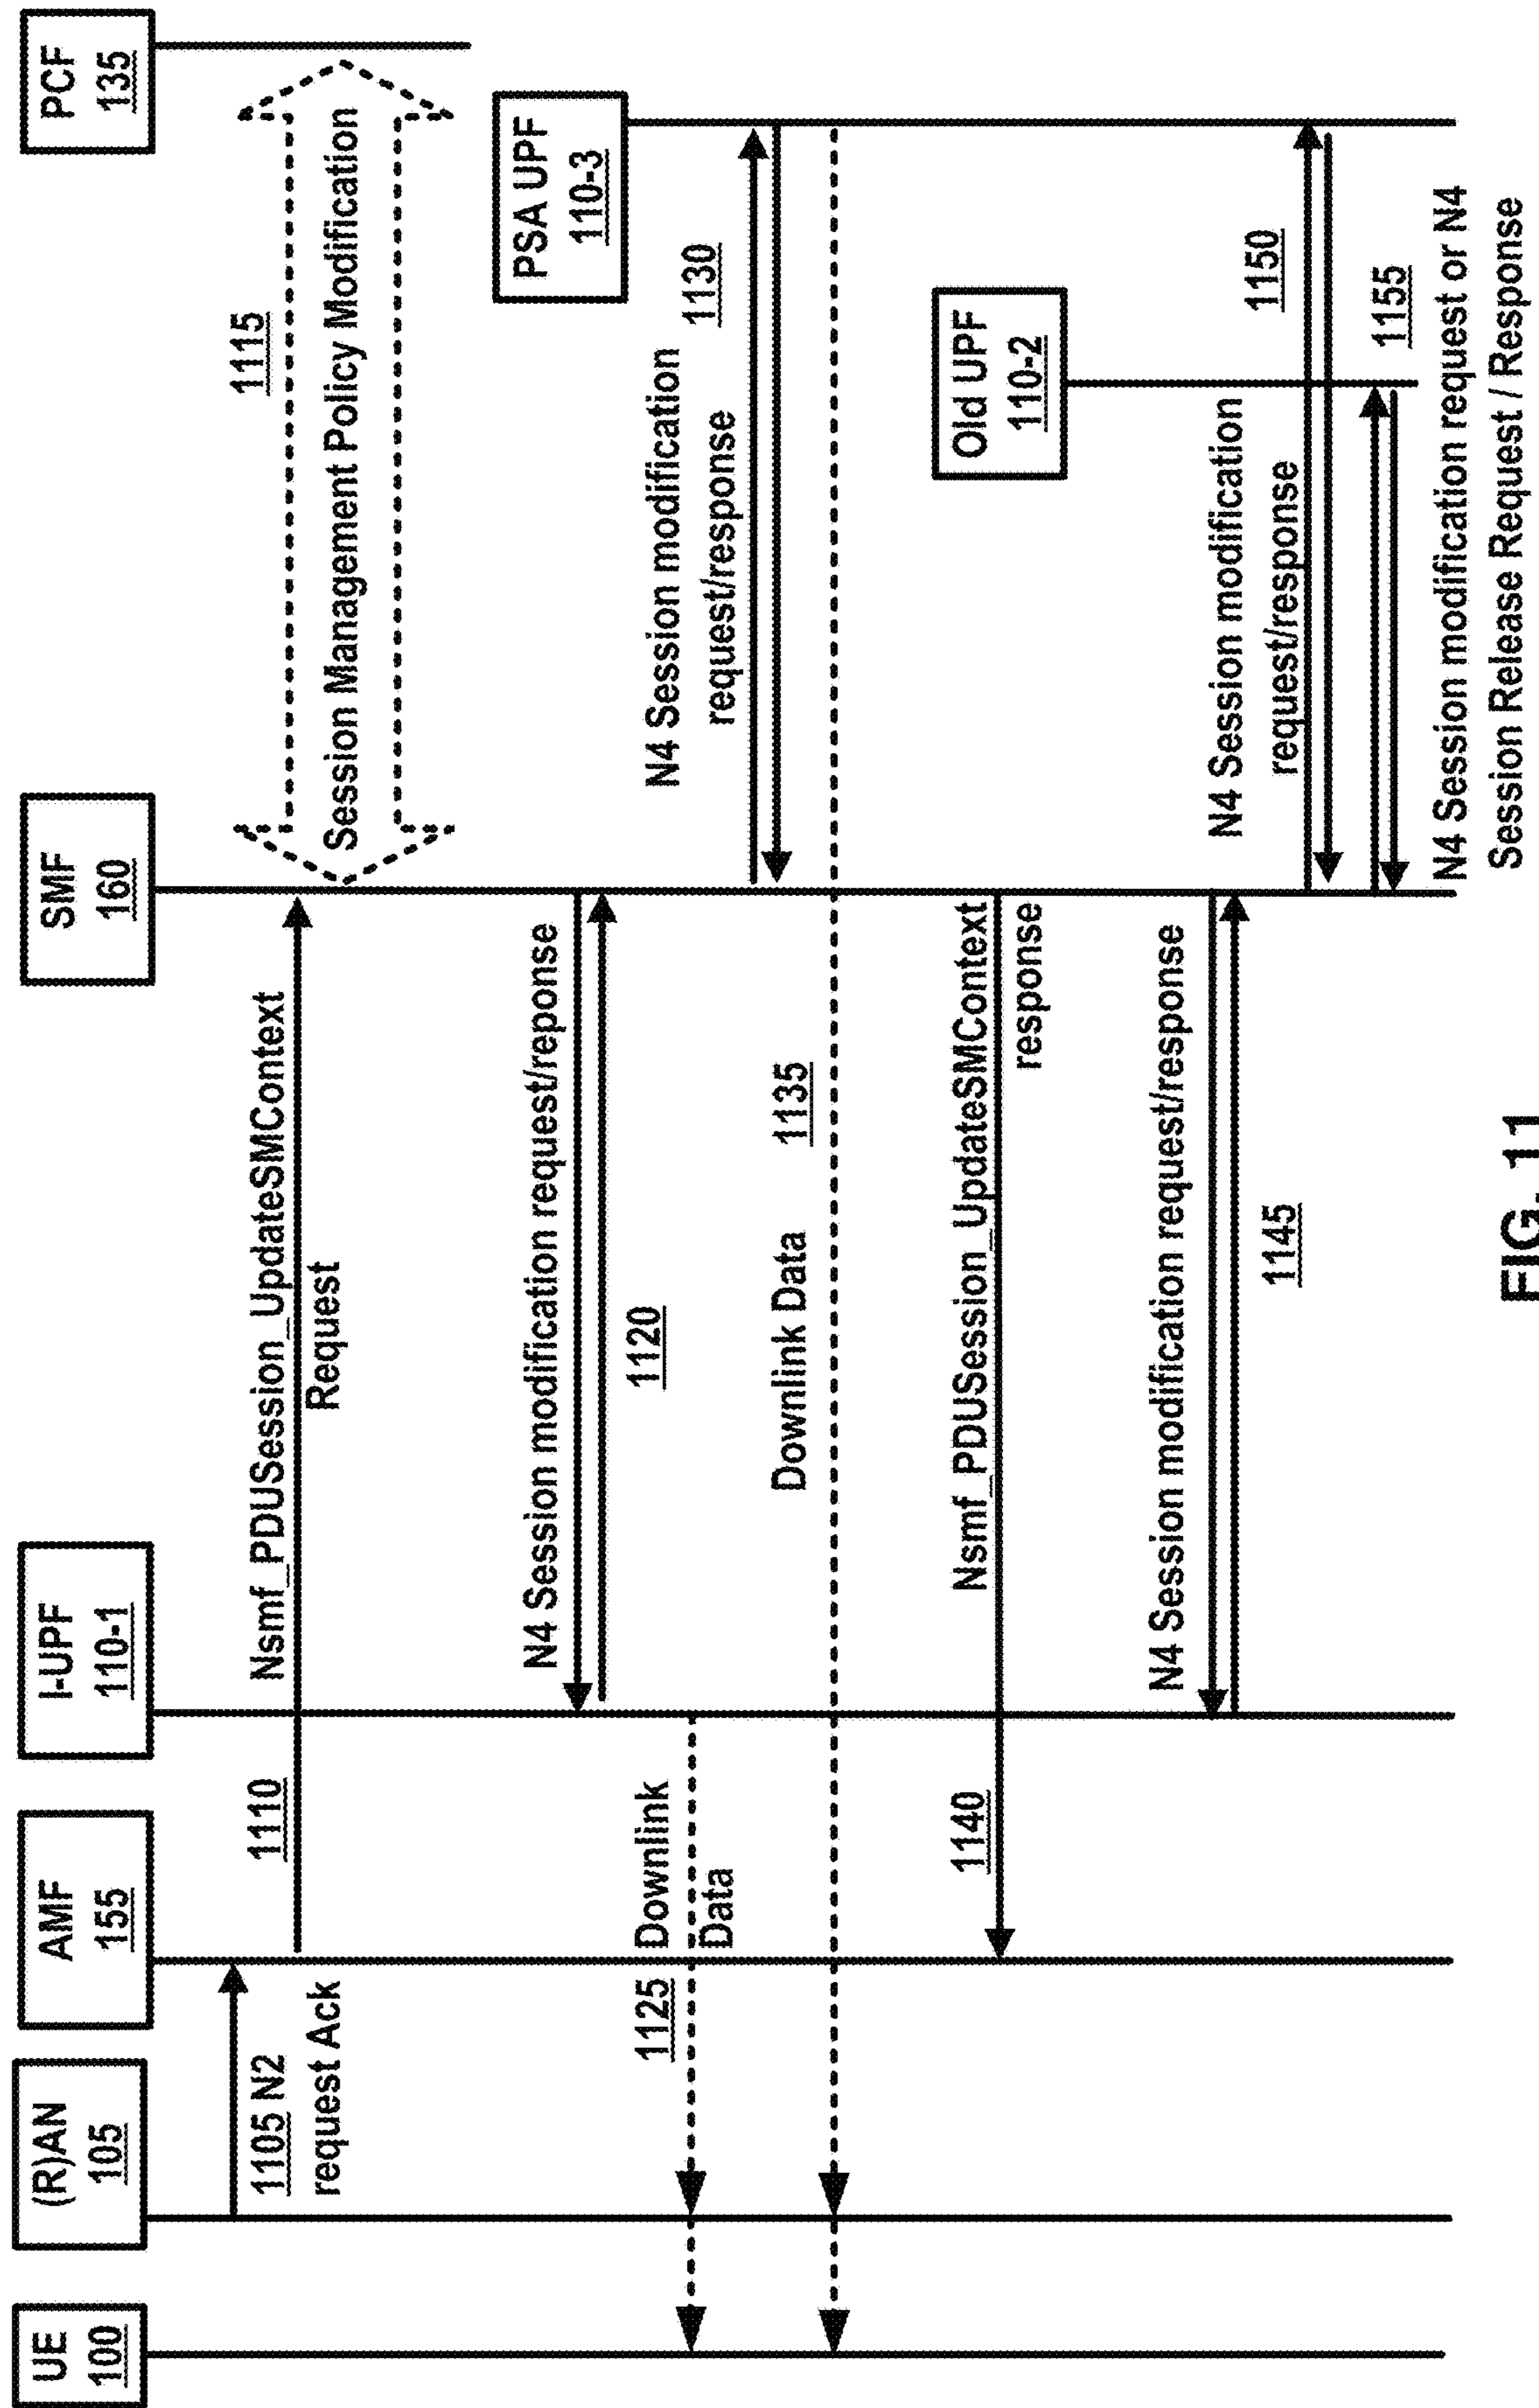 UE
100
(R)AN
105
AMF
155
I-UPF
110-1
SMF
160
PCF
135
1105 N2
request Ack
1110
Nsmf_PDUSession_UpdateSMContext
Request
1115
Session Management Policy Modification
N4 Session modification request/reponse
1120
PSA UPF
110-3
1125
Downlink
Data
N4 Session modification
request/response
1130
Downlink Data
1135
Old UPF
110-2
1140
Nsmf_PDUSession_UpdateSMContext
response
N4 Session modification request/response
1145
N4 Session modification
request/response
1150
1155
N4 Session modification request or N4
Session Release Request / Response
FIG. 11